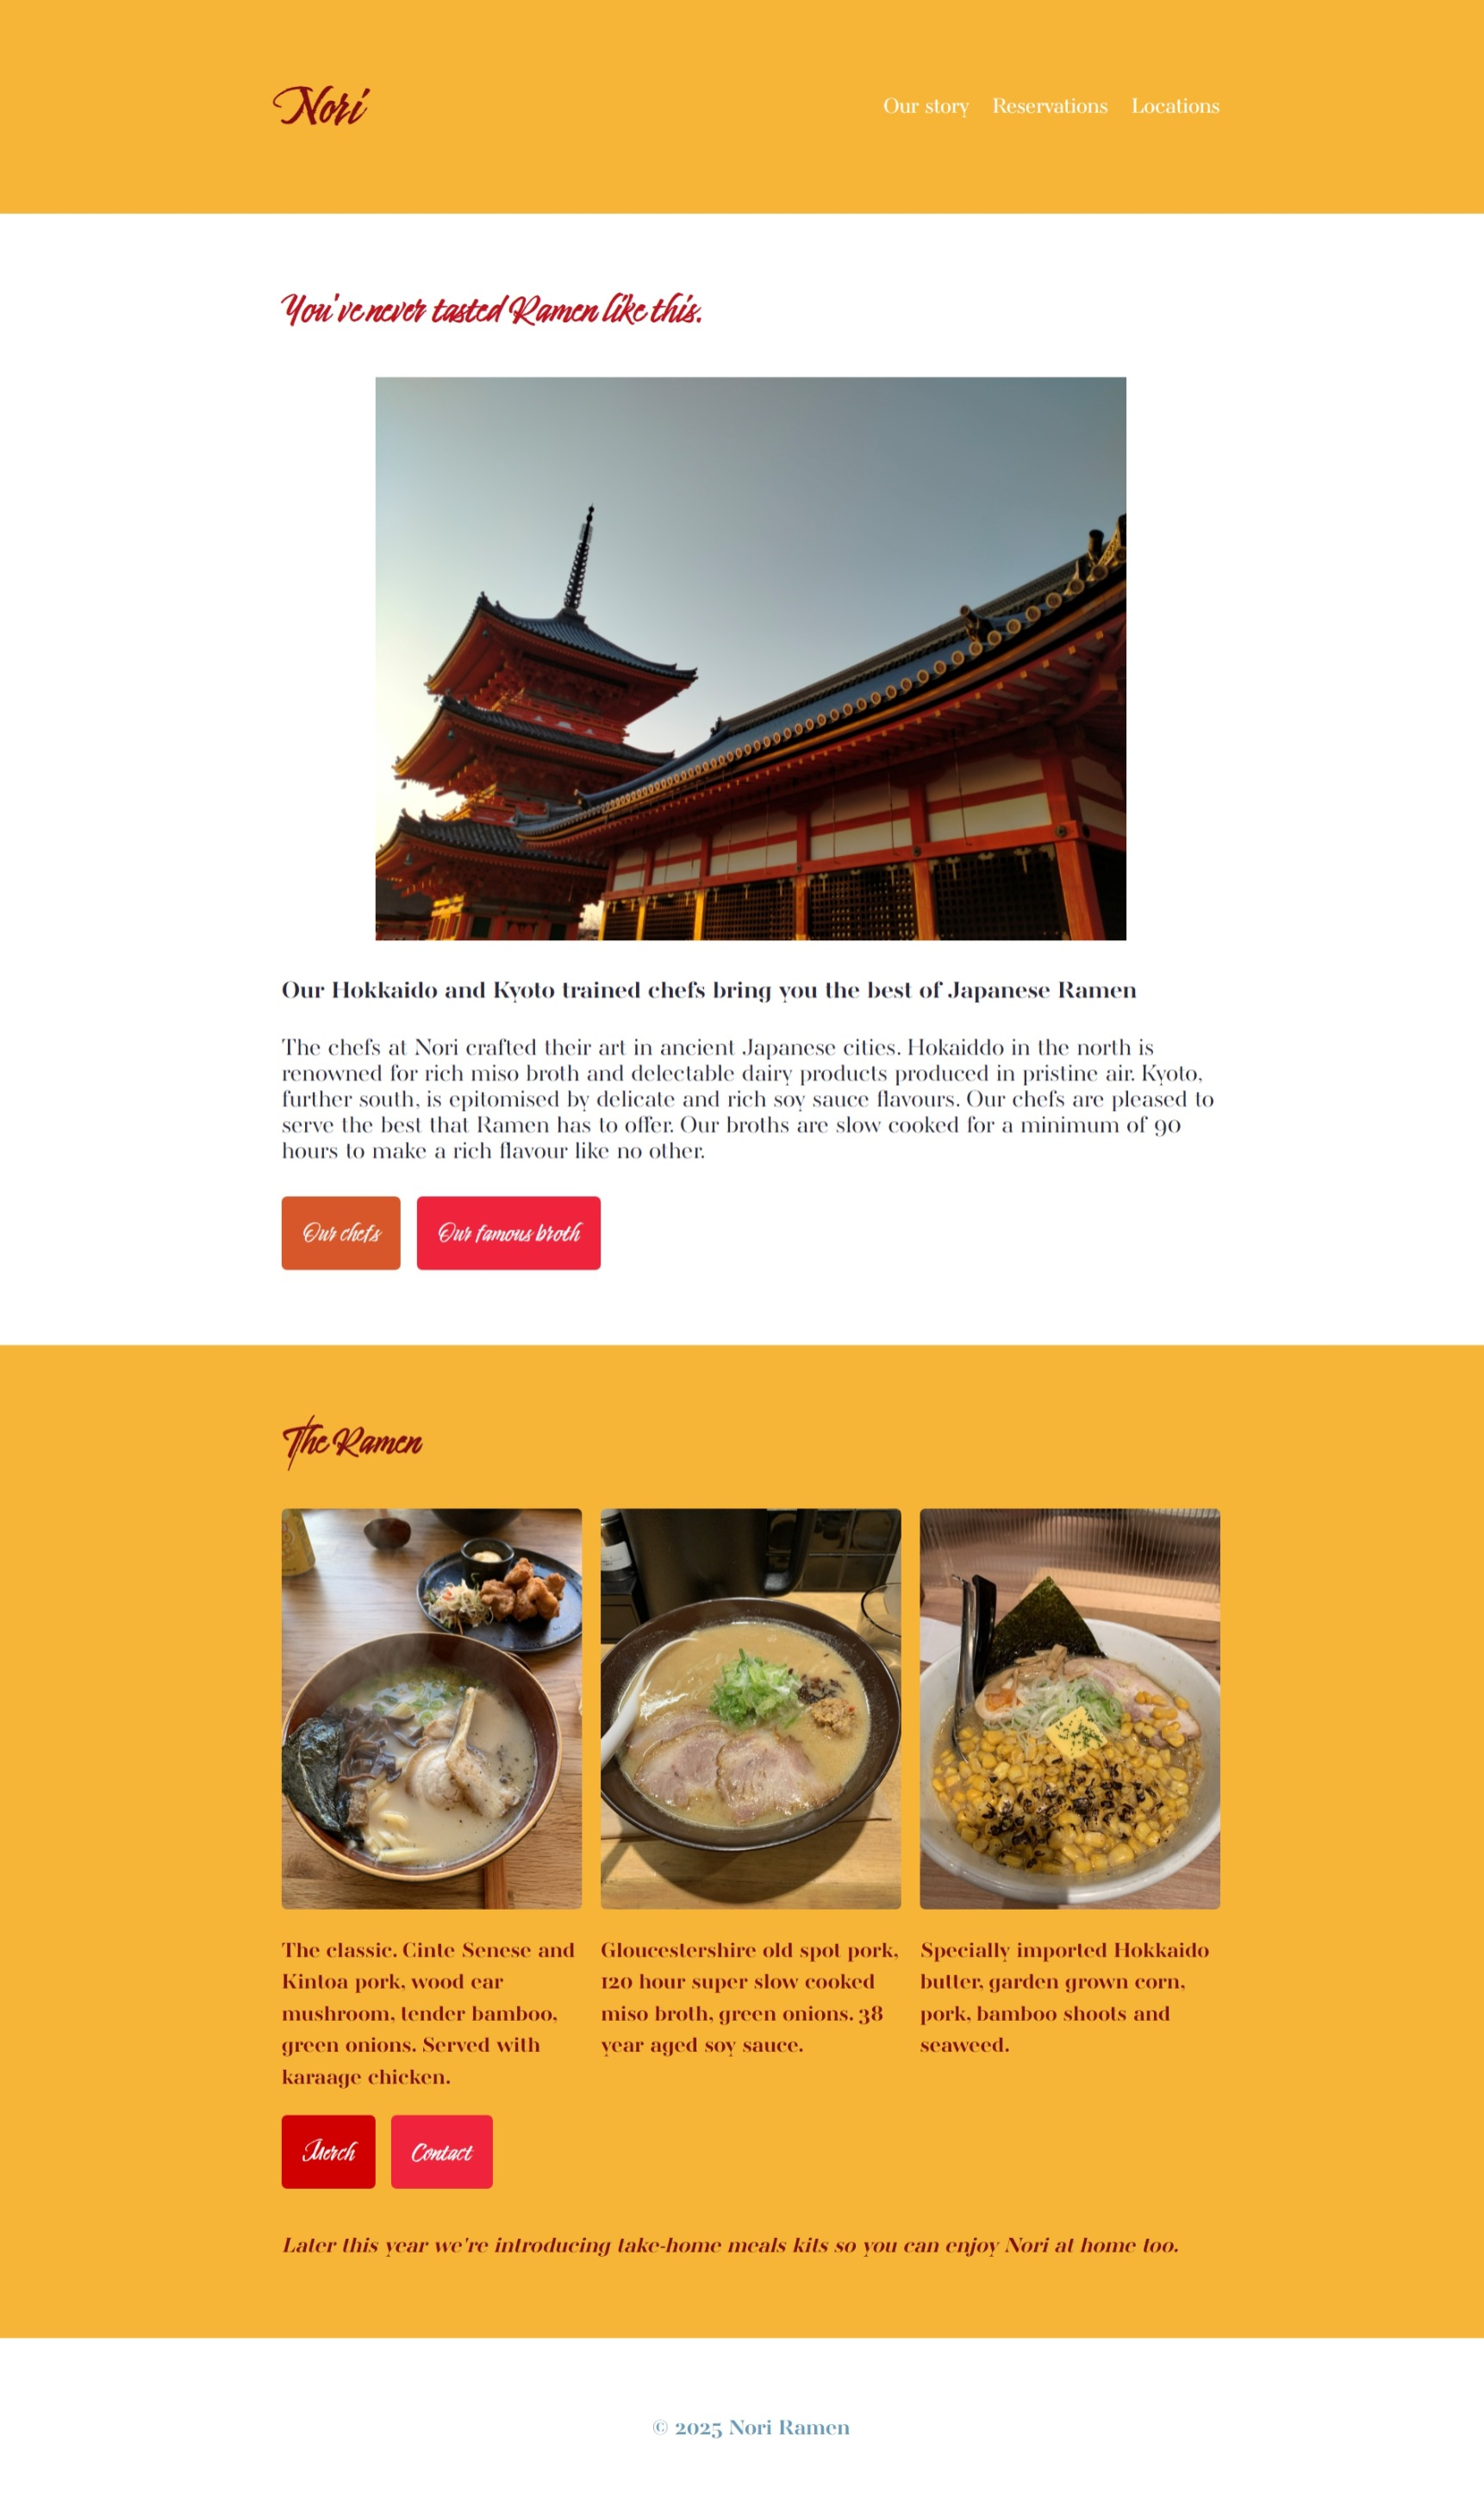 Nori
Our story Reservations Locations
You've never tasted Ramen like this.
Our Hokkaido and Kyoto trained chefs bring you the best of Japanese Ramen
The chefs at Nori crafted their art in ancient Japanese cities. Hokaiddo in the north is
renowned for rich miso broth and delectable dairy products produced in pristine air. Kyoto,
further south, is epitomised by delicate and rich soy sauce flavours. Our chefs are pleased to
serve the best that Ramen has to offer. Our broths are slow cooked for a minimum of 90
hours to make a rich flavour like no other.
Our chefs
Our famous broth
The Ramen
The classic. Cinte Senese and
Kintoa pork, wood ear
mushroom, tender bamboo,
green onions. Served with
karaage chicken.
Gloucestershire old spot pork,
120 hour super slow cooked
miso broth, green onions. 38
year aged soy sauce.
Specially imported Hokkaido
butter, garden grown corn,
pork, bamboo shoots and
seaweed.
Merch
Contact
Later this year we're introducing take-home meals kits so you can enjoy Nori at home too.
© 2025 Nori Ramen